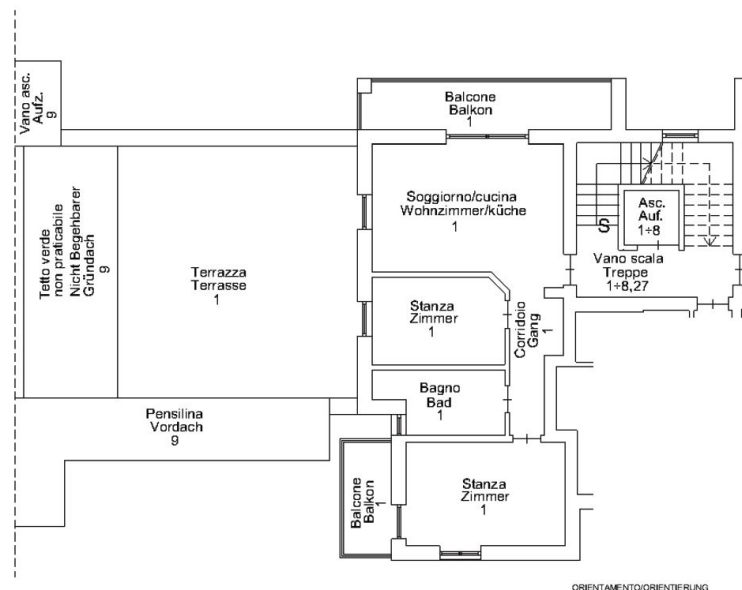 Vano asc.
Aufz.
9
Balcone
Balkon
1
Tetto verde
non praticabile
Nicht Begehbarer
Gründach
9
Terrazza
Terrasse
1
Soggiorno/cucina
Wohnzimmer/küche
1
Asc.
Auf.
1÷8
S
Vano scala
Treppe
1÷8,27
Stanza
Zimmer
1
Corridoio
Gang
1
Bagno
Bad
1
Pensilina
Vordach
9
Balcone
Balkon
1
Stanza
Zimmer
1
ORIENTAMENTO/ORIENTIERUNG